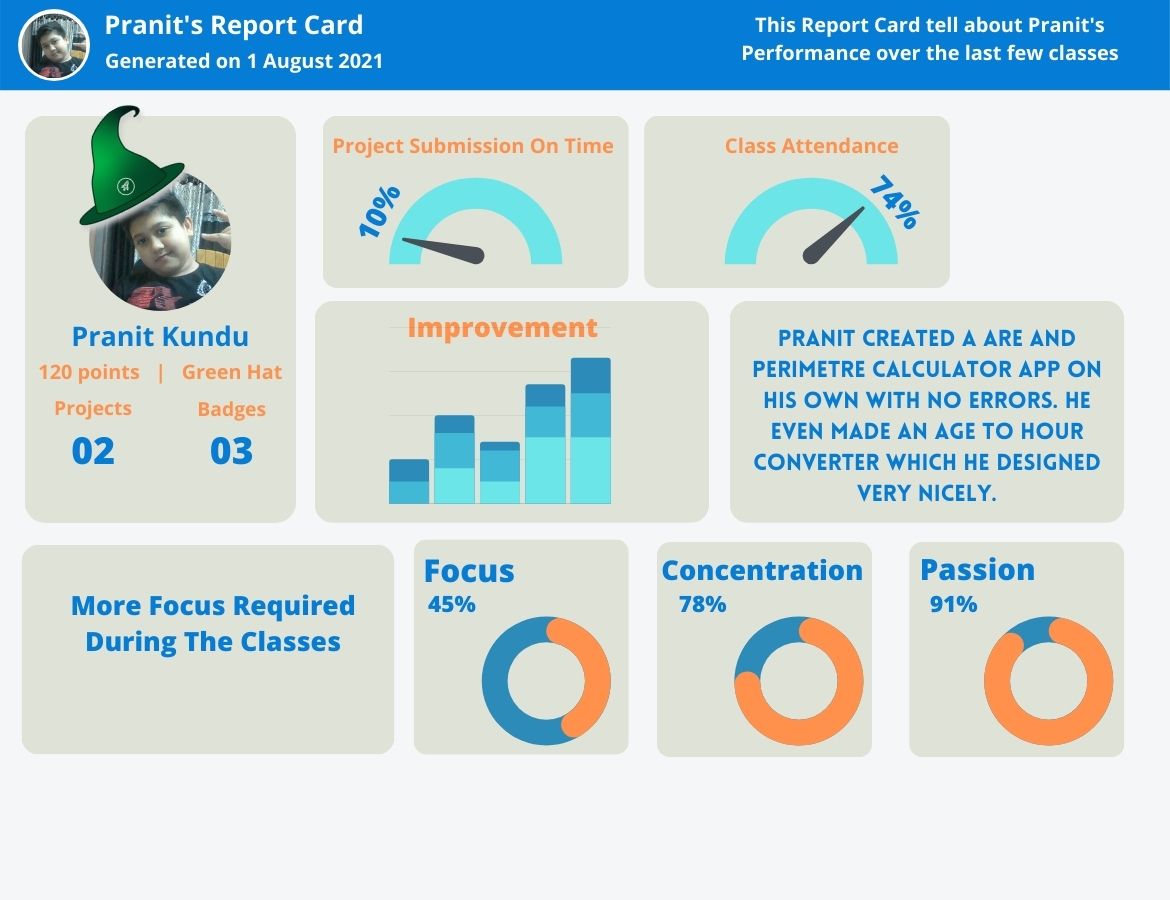 Pranit's Report Card
Generated on 1 August 2021
This Report Card tell about Pranit's
Performance over the last few classes
Pranit Kundu
120 points | Green Hat
Projects Badges
02 03
Project Submission On Time
10%
Class Attendance
74%
Improvement
PRANIT CREATED A ARE AND
PERIMETRE CALCULATOR APP ON
HIS OWN WITH NO ERRORS. HE
EVEN MADE AN AGE TO HOUR
CONVERTER WHICH HE DESIGNED
VERY NICELY.
More Focus Required
During The Classes
Focus
45%
Concentration
78%
Passion
91%